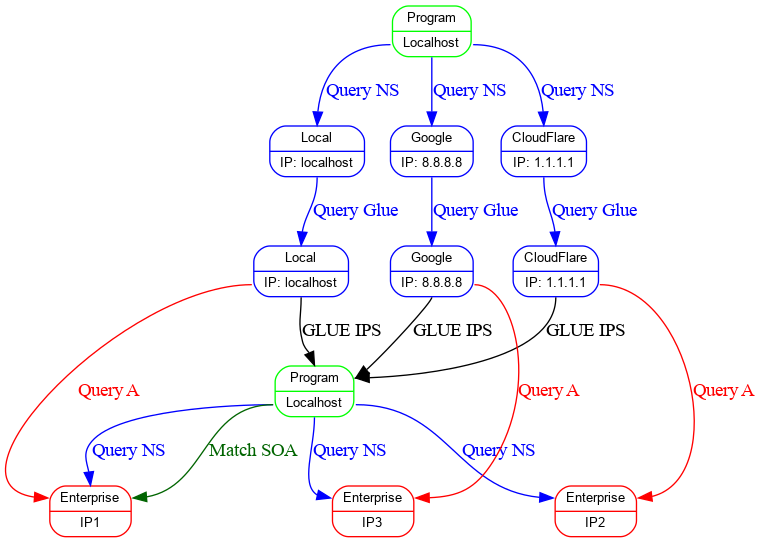 Program
Localhost
Query NS
Query NS
Query NS
Local
IP: localhost
Google
IP: 8.8.8.8
CloudFlare
IP: 1.1.1.1
Query Glue
Query Glue
Query Glue
Local
IP: localhost
Google
IP: 8.8.8.8
CloudFlare
IP: 1.1.1.1
GLUE IPS
GLUE IPS
GLUE IPS
Query A
Program
Localhost
Query A
Query A
Query NS
Match SOA
Query NS
Query NS
Enterprise
IP1
Enterprise
IP3
Enterprise
IP2